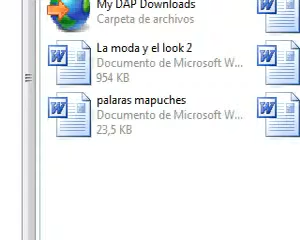 My DAP Downloads
Carpeta de archivos
La moda y el look 2
Documento de Microsoft W...
954 KB
palaras mapuches
Documento de Microsoft W...
23,5 KB